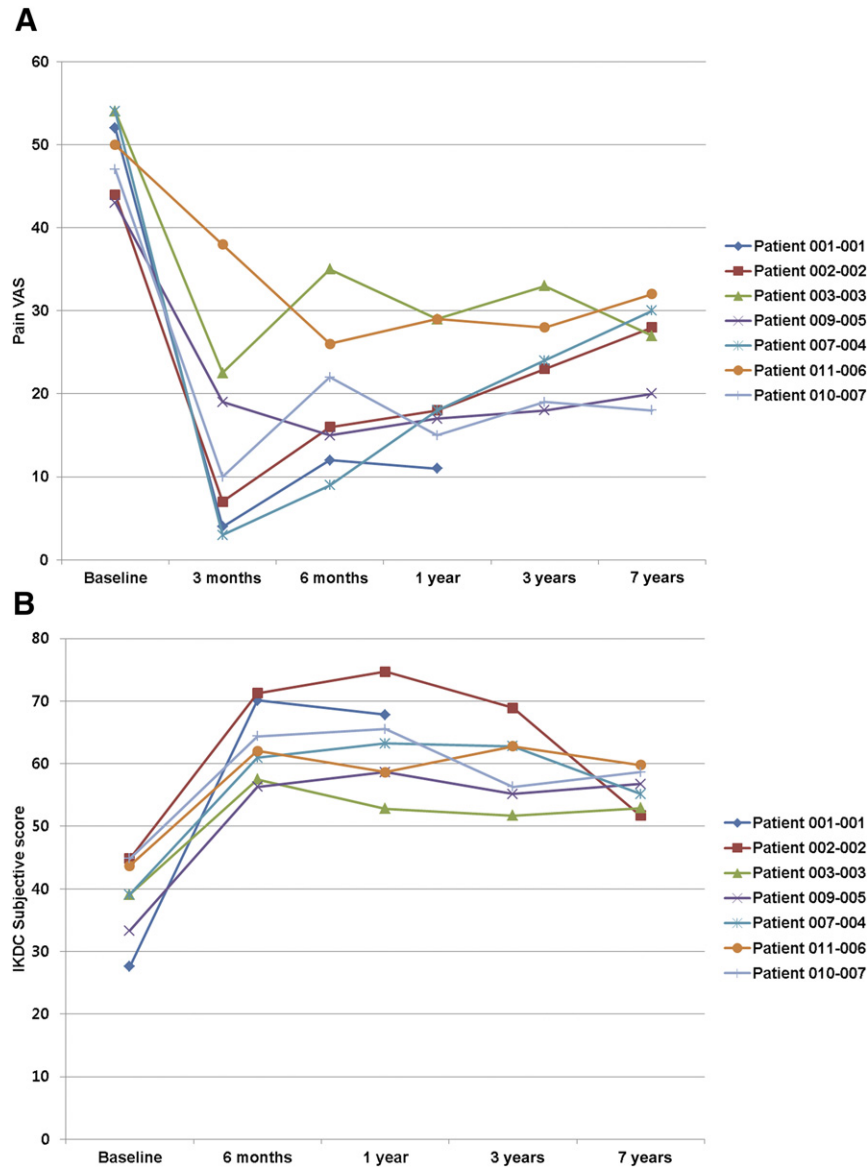 A
60
50
40
30
20
10
0
Pain VAS
Baseline 3 months 6 months 1 year 3 years 7 years
Patient 001-001
Patient 002-002
Patient 003-003
Patient 009-005
Patient 007-004
Patient 011-006
Patient 010-007
B
80
70
60
50
40
30
20
10
0
IKDC Subjective score
Baseline 6 months 1 year 3 years 7 years
Patient 001-001
Patient 002-002
Patient 003-003
Patient 009-005
Patient 007-004
Patient 011-006
Patient 010-007